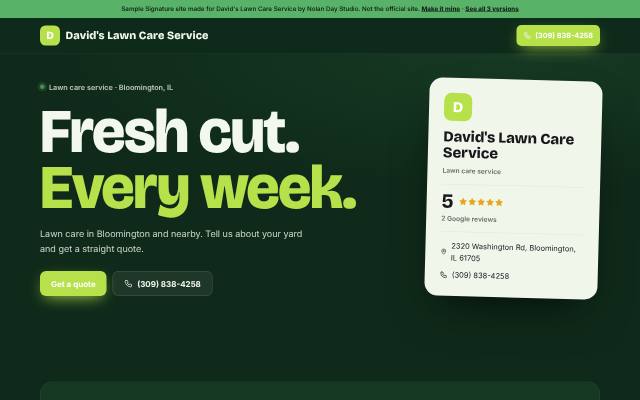 Sample Signature site made for David's Lawn Care Service by Nolan Day Studio. Not the official site. Make it mine · See all 3 versions
D David's Lawn Care Service
(309) 838-4258
Lawn care service · Bloomington, IL
Fresh cut.
Every week.
Lawn care in Bloomington and nearby. Tell us about your yard
and get a straight quote.
Get a quote
(309) 838-4258
D
David's Lawn Care
Service
Lawn care service
5 ★★★★★
2 Google reviews
2320 Washington Rd, Bloomington,
IL 61705
(309) 838-4258